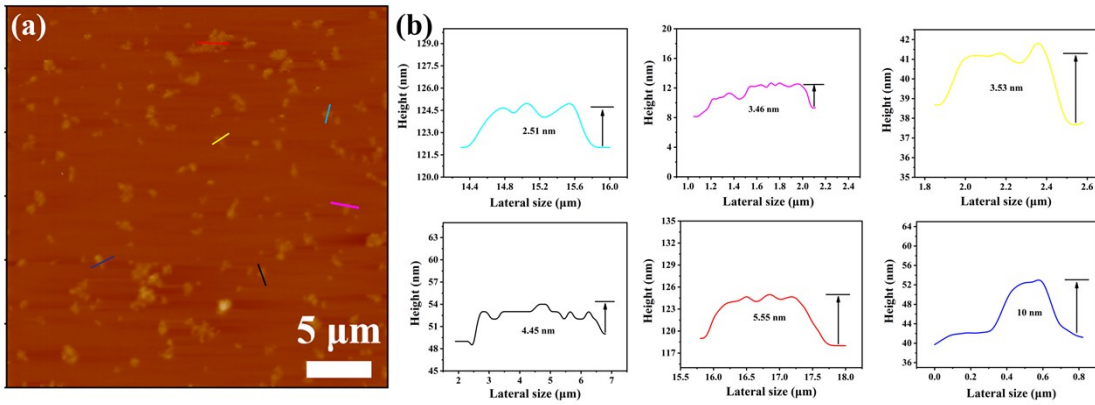 (a)
5 μm
(b)
Height (nm)
129.0
127.5
126.0
124.5
123.0
121.5
120.0
2.51 nm
14.4 14.8 15.2 15.6 16.0
Lateral size (μm)
Height (nm)
20
16
12
8
4
0
3.46 nm
1.0 1.2 1.4 1.6 1.8 2.0 2.2 2.4
Lateral size (μm)
Height (nm)
42
41
40
39
38
37
36
35
3.53 nm
1.8 2.0 2.2 2.4 2.6
Lateral size (μm)
Height (nm)
63
60
57
54
51
48
45
4.45 nm
2 3 4 5 6 7
Lateral size (μm)
Height (nm)
135
132
129
126
123
120
117
5.55 nm
15.5 16.0 16.5 17.0 17.5 18.0
Lateral size (μm)
Height (nm)
64
60
56
52
48
44
40
36
10 nm
0.0 0.2 0.4 0.6 0.8
Lateral size (μm)